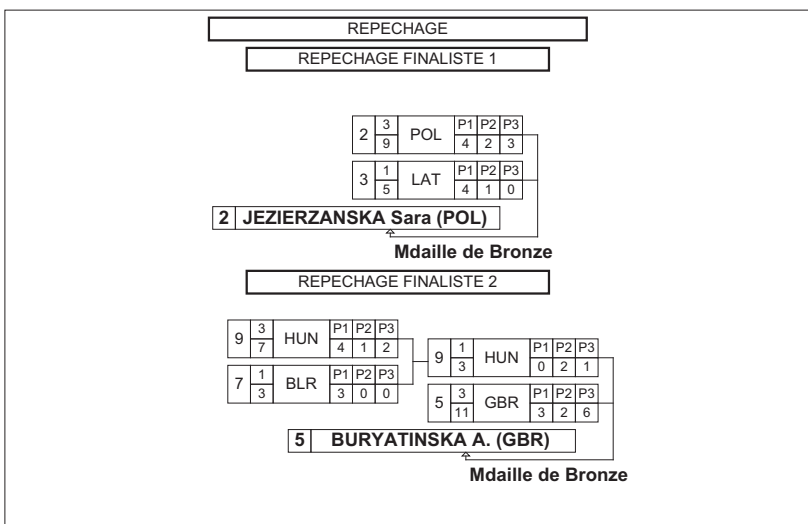 REPECHAGE
REPECHAGE FINALISTE 1
2 3 POL P1 P2 P3
9 4 2 3
3 1 LAT P1 P2 P3
5 4 1 0
2 JEZIERZANSKA Sara (POL)
Mdaille de Bronze
REPECHAGE FINALISTE 2
9 3 HUN P1 P2 P3
7 4 1 2
7 1 BLR P1 P2 P3
3 3 0 0
9 1 HUN P1 P2 P3
3 0 2 1
5 3 GBR P1 P2 P3
11 3 2 6
5 BURYATINSKA A. (GBR)
Mdaille de Bronze